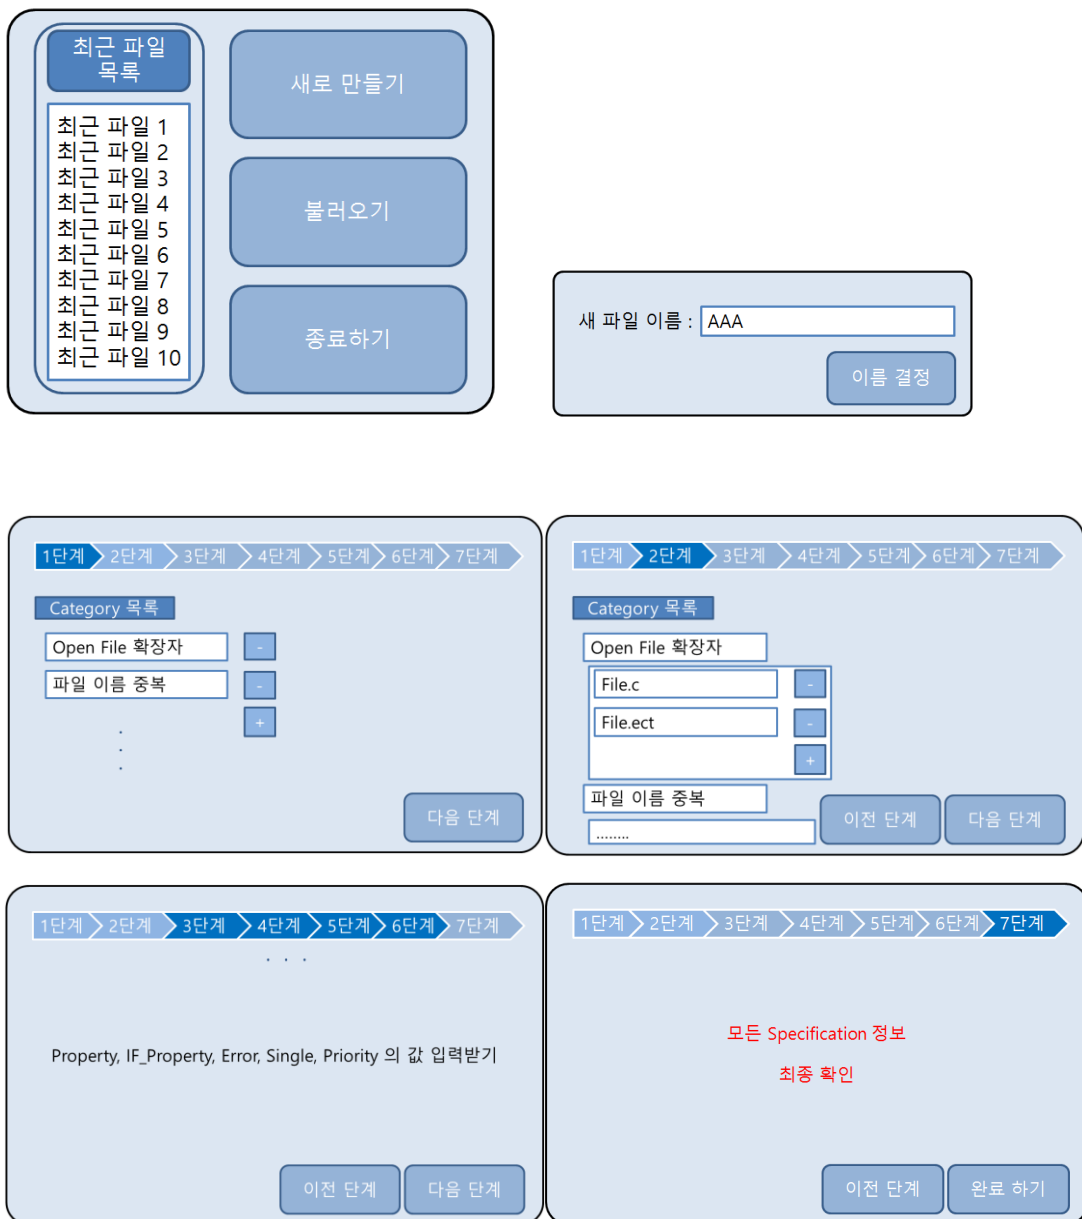 최근 파일
목록
최근 파일 1
최근 파일 2
최근 파일 3
최근 파일 4
최근 파일 5
최근 파일 6
최근 파일 7
최근 파일 8
최근 파일 9
최근 파일 10
새로 만들기
불러오기
종료하기
새 파일 이름 : AAA
이름 결정
1단계 2단계 3단계 4단계 5단계 6단계 7단계
Category 목록
Open File 확장자 -
파일 이름 중복 -
+
.
.
.
다음 단계
1단계 2단계 3단계 4단계 5단계 6단계 7단계
Category 목록
Open File 확장자
File.c -
File.ect -
+
파일 이름 중복
........
이전 단계 다음 단계
1단계 2단계 3단계 4단계 5단계 6단계 7단계
. . .
Property, IF_Property, Error, Single, Priority 의 값 입력받기
이전 단계 다음 단계
1단계 2단계 3단계 4단계 5단계 6단계 7단계
모든 Specification 정보
최종 확인
이전 단계 완료 하기